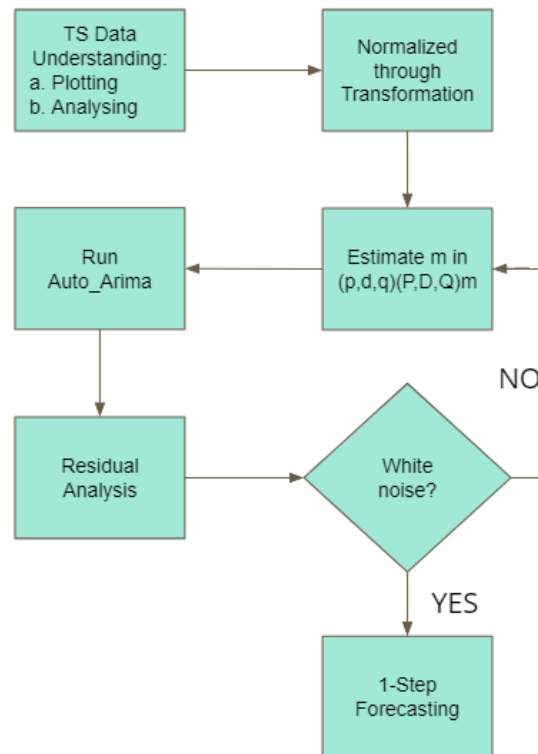 TS Data
Understanding:
a. Plotting
b. Analysing
Normalized
through
Transformation
Estimate m in
(p,d,q)(P,D,Q)m
Run
Auto_Arima
Residual
Analysis
White
noise?
NO
YES
1-Step
Forecasting